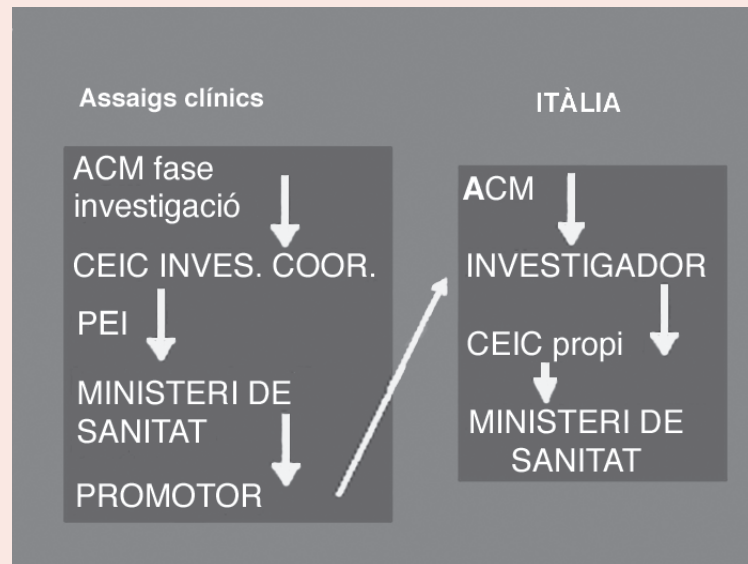 Assaigs clínics
ACM fase
investigació
CEIC INVES. COOR.
PEI
MINISTERI DE
SANITAT
PROMOTOR
ITÀLIA
ACM
INVESTIGADOR
CEIC propi
MINISTERI DE
SANITAT